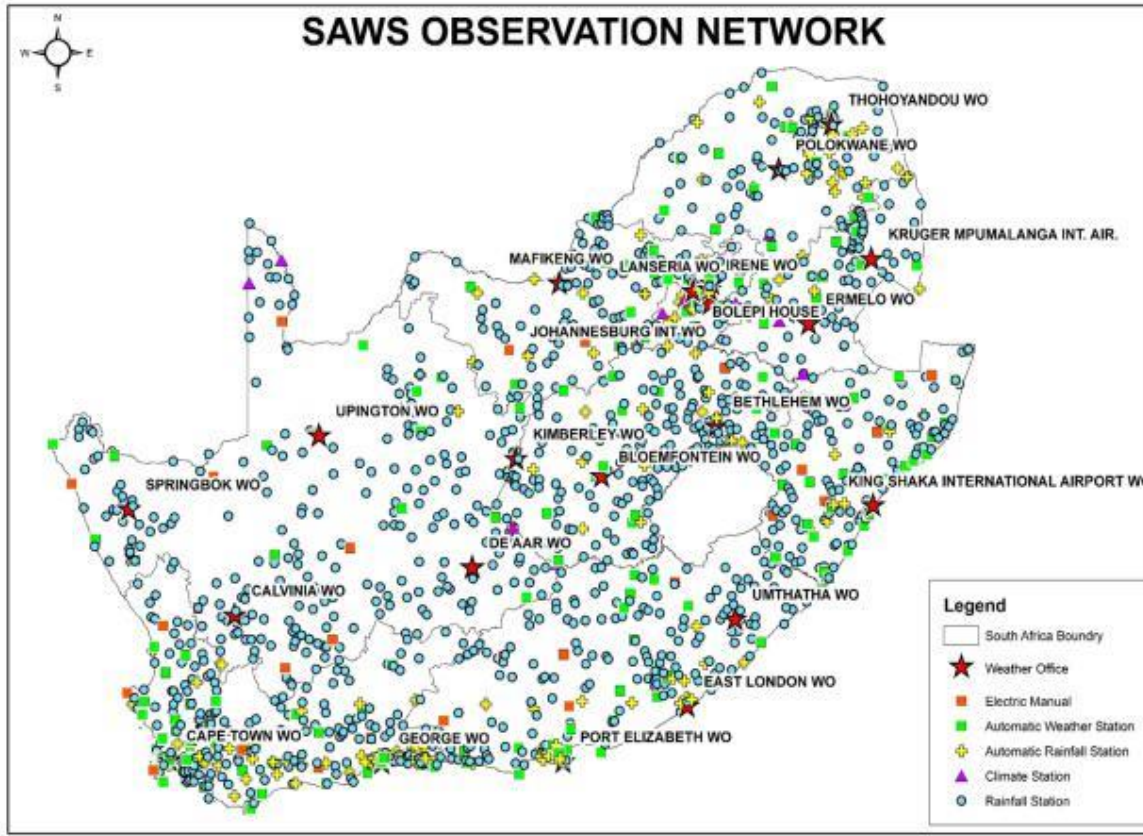 SAWS OBSERVATION NETWORK
N
W
E
S
THOHOYANDOU WO
POLOKWANE WO
KRUGER MPUMALANGA INT. AIR.
MAFIKENG WO
LANSERIA WO
IRENE WO
ERMELO WO
BOLEPI HOUSE
JOHANNESBURG INT WO
BETHLEHEM WO
UPINGTON WO
KIMBERLEY WO
BLOEMFONTEIN WO
SPRINGBOK WO
KING SHAKA INTERNATIONAL AIRPORT WO
DE AAR WO
CALVINIA WO
UMTHATHA WO
EAST LONDON WO
CAPE TOWN WO
GEORGE WO
PORT ELIZABETH WO
Legend
South Africa Boundry
Weather Office
Electric Manual
Automatic Weather Station
Automatic Rainfall Station
Climate Station
Rainfall Station